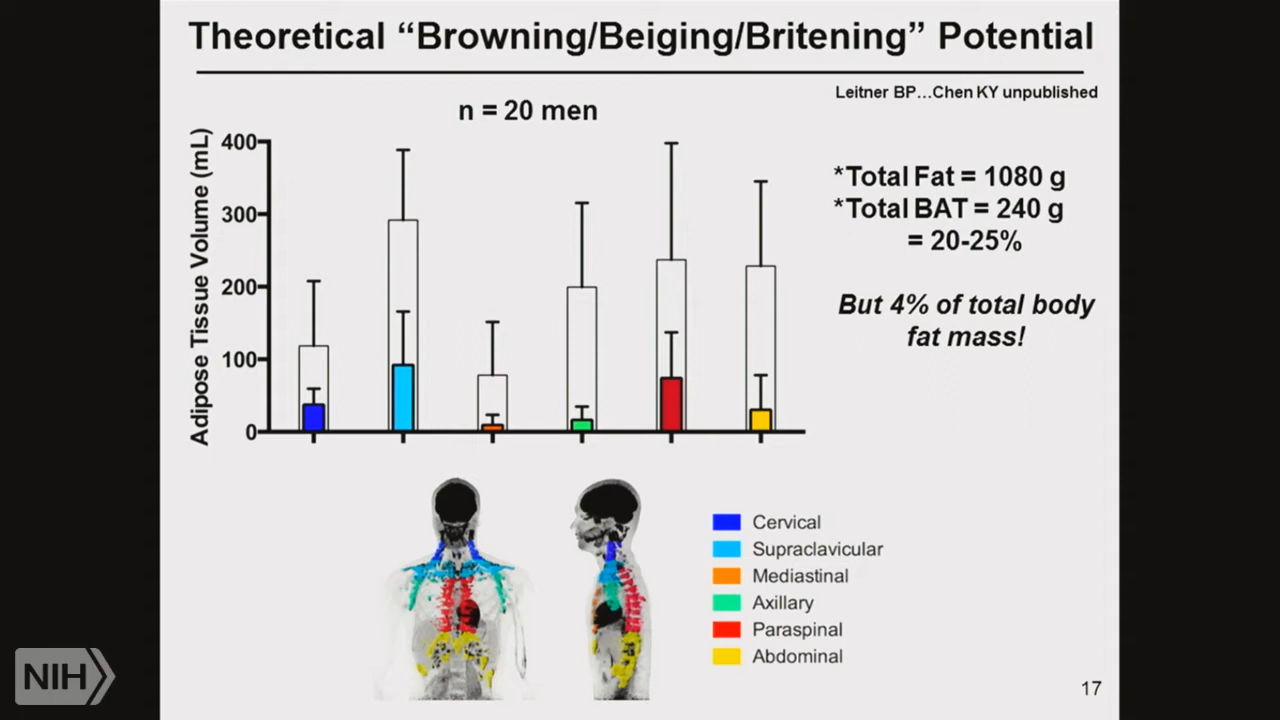 Theoretical “Browning/Beiging/Britening” Potential
Leitner BP…Chen KY unpublished
n = 20 men
Adipose Tissue Volume (mL)
400
300
200
100
0
*Total Fat = 1080 g
*Total BAT = 240 g
= 20-25%
But 4% of total body
fat mass!
Cervical
Supraclavicular
Mediastinal
Axillary
Paraspinal
Abdominal
NIH
17